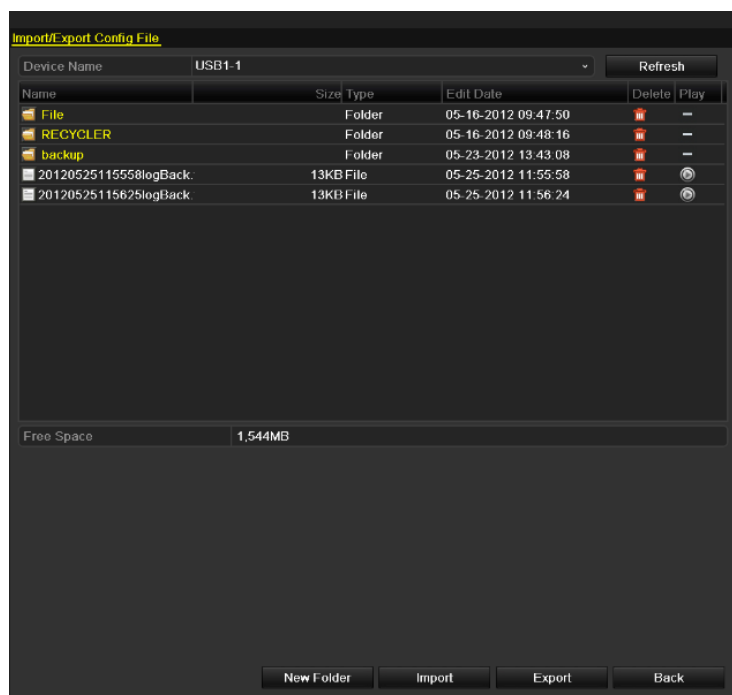 Import/Export Config File
Device Name USB1-1 Refresh
Name Size Type Edit Date Delete Play
File Folder 05-16-2012 09:47:50 –
RECYCLER Folder 05-16-2012 09:48:16 –
backup Folder 05-23-2012 13:43:08 –
20120525115558logBack. 13KB File 05-25-2012 11:55:58
20120525115625logBack. 13KB File 05-25-2012 11:56:24
Free Space 1,544MB
New Folder Import Export Back